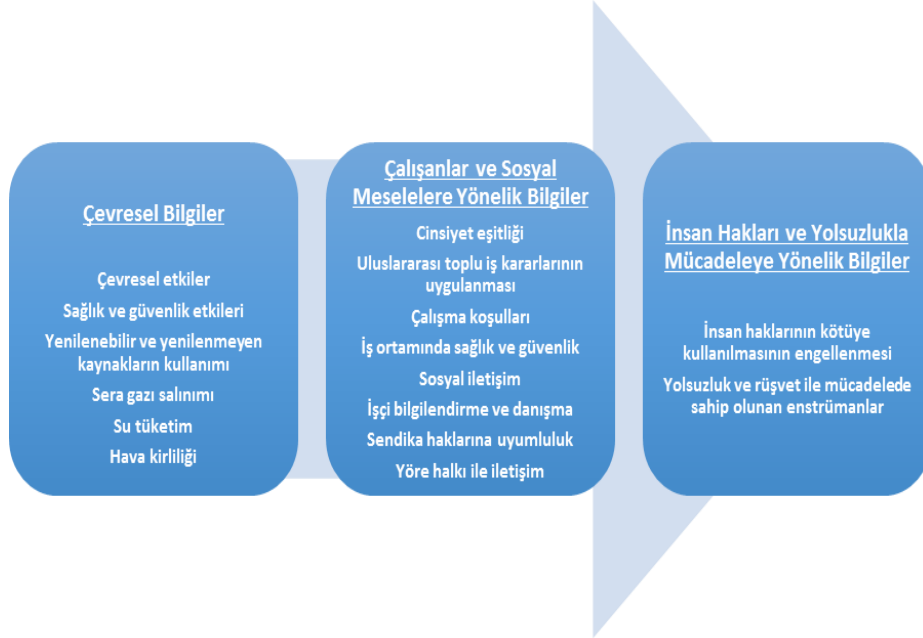 Çevresel Bilgiler
Çevresel etkiler
Sağlık ve güvenlik etkileri
Yenilenebilir ve yenilenmeyen
kaynakların kullanımı
Sera gazı salınımı
Su tüketim
Hava kirliliği
Çalışanlar ve Sosyal
Meselelere Yönelik Bilgiler
Cinsiyet eşitliği
Uluslararası toplu iş kararlarının
uygulanması
Çalışma koşulları
İş ortamında sağlık ve güvenlik
Sosyal iletişim
İşçi bilgilendirme ve danışma
Sendika haklarına uyumluluk
Yöre halkı ile iletişim
İnsan Hakları ve Yolsuzlukla
Mücadeleye Yönelik Bilgiler
İnsan haklarının kötüye
kullanılmasının engellenmesi
Yolsuzluk ve rüşvet ile mücadelede
sahip olunan enstrümanlar